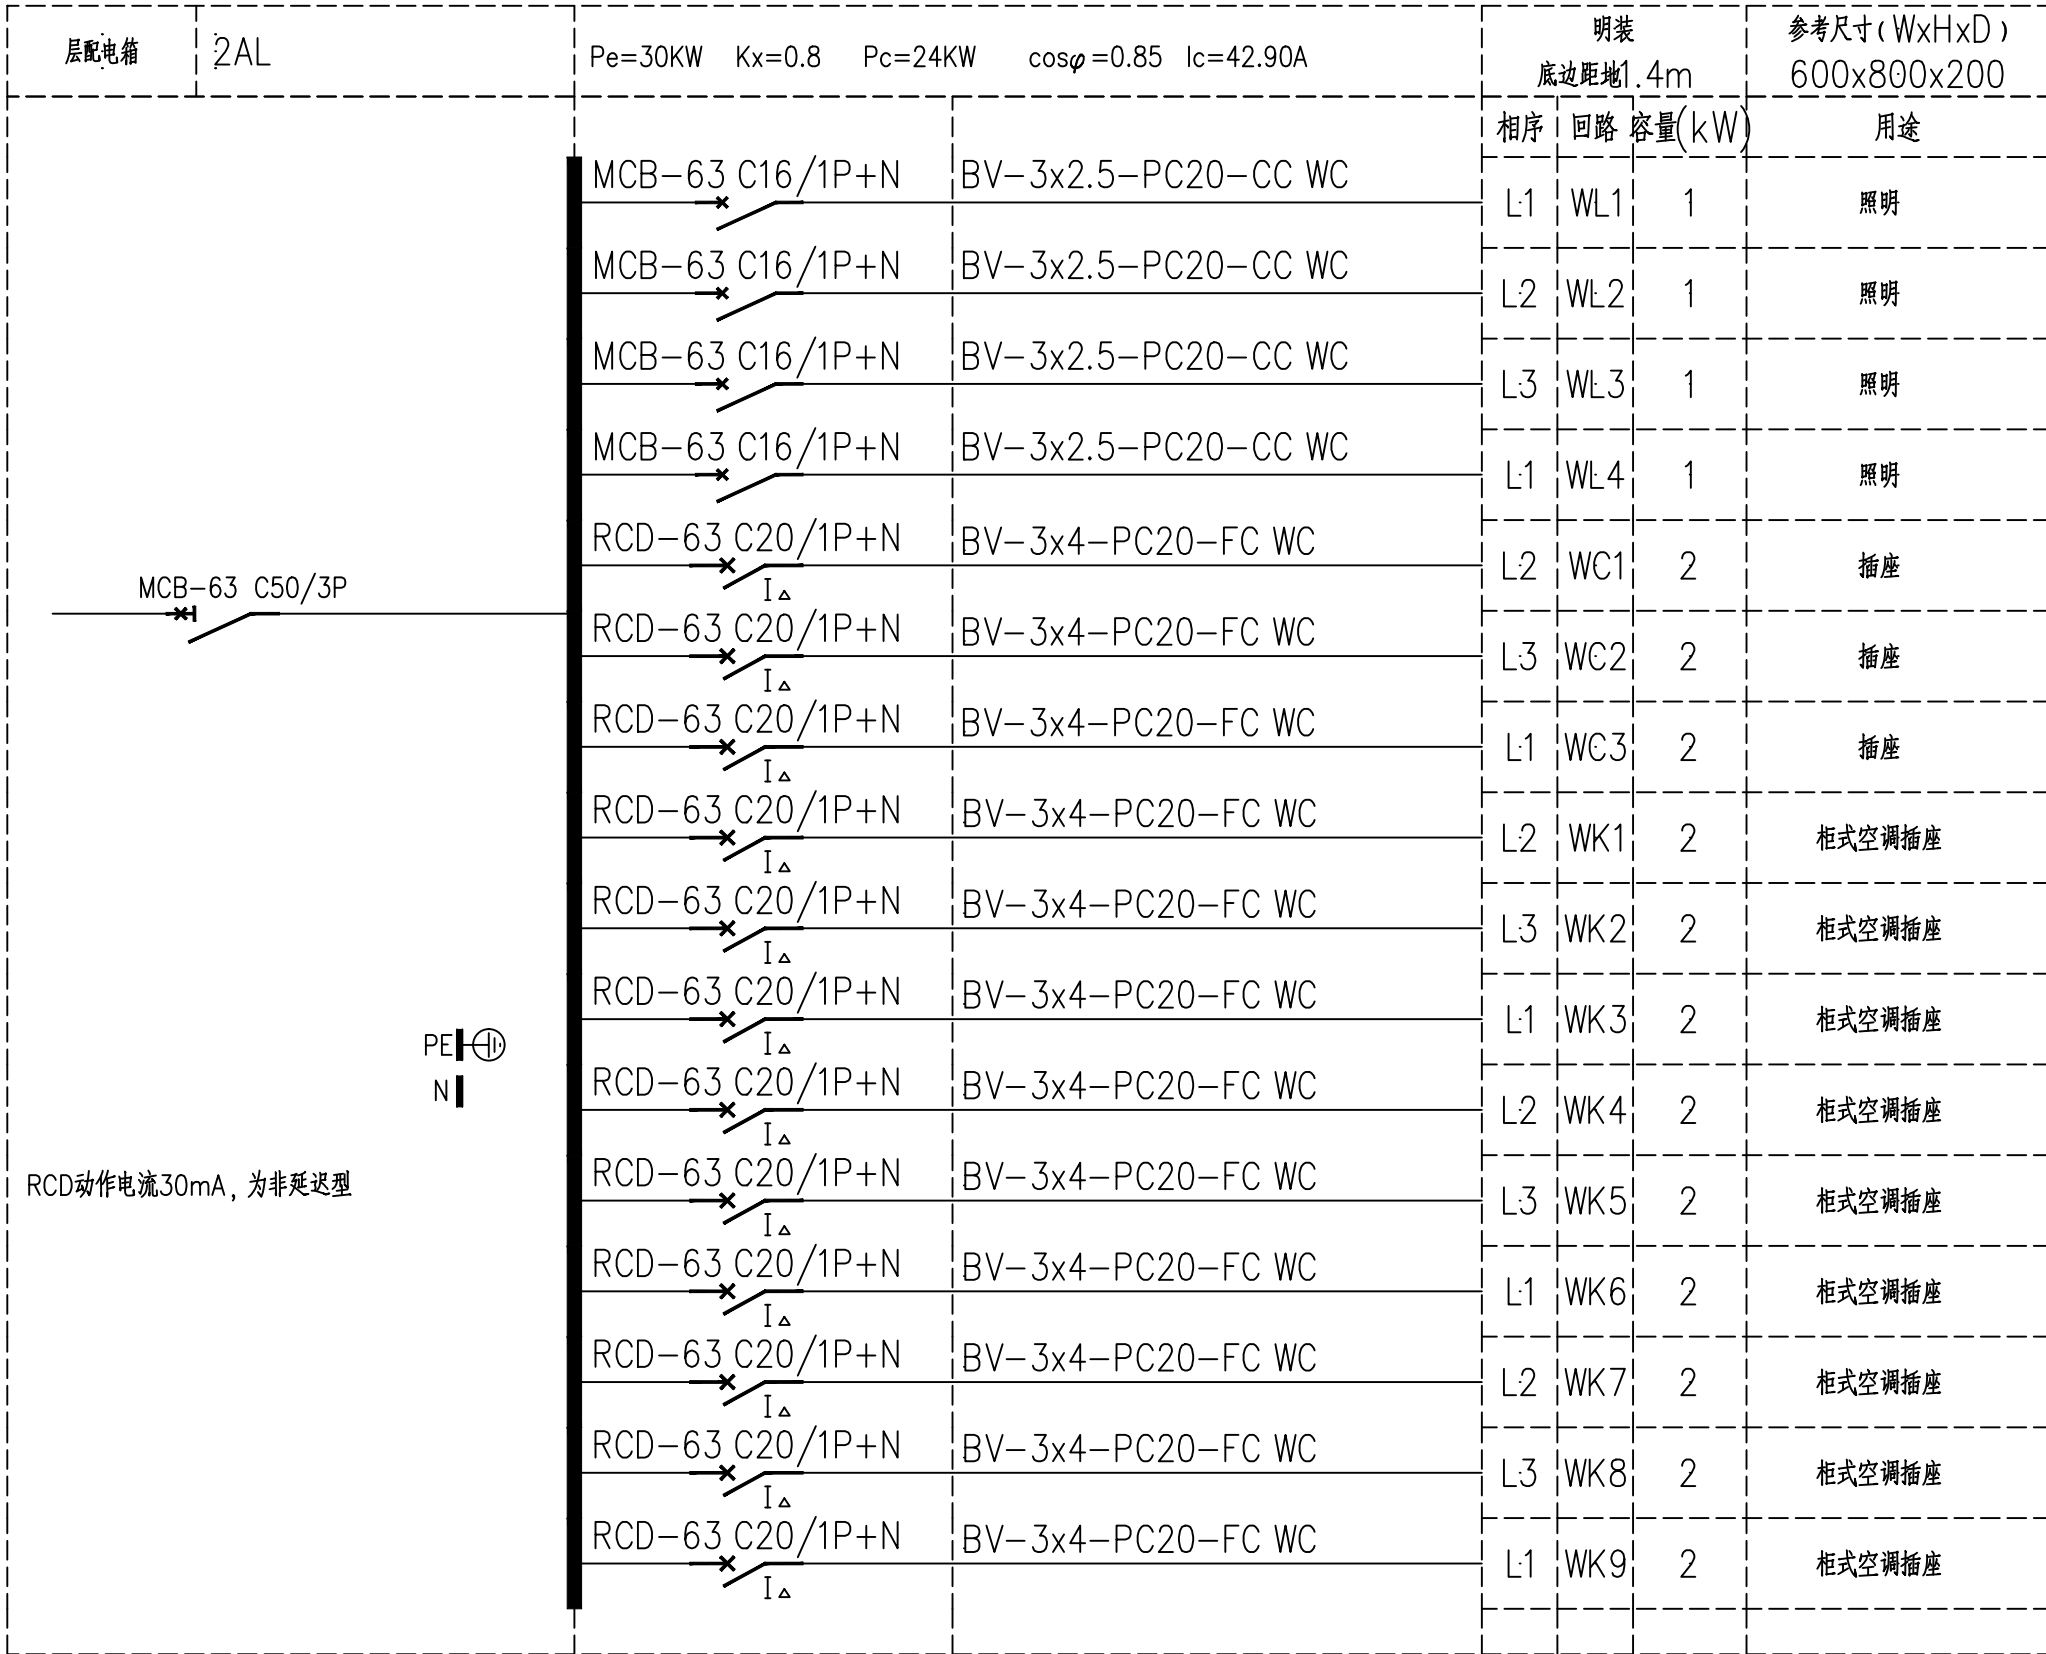 层配电箱 2AL Pe=30KW Kx=0.8 Pc=24KW cosφ=0.85 Ic=42.90A 明装 参考尺寸(WxHxD)
底边距地1.4m 600x800x200
相序 回路 容量(kW) 用途
MCB-63 C16/1P+N BV-3x2.5-PC20-CC WC L1 WL1 1 照明
MCB-63 C16/1P+N BV-3x2.5-PC20-CC WC L2 WL2 1 照明
MCB-63 C16/1P+N BV-3x2.5-PC20-CC WC L3 WL3 1 照明
MCB-63 C16/1P+N BV-3x2.5-PC20-CC WC L1 WL4 1 照明
RCD-63 C20/1P+N BV-3x4-PC20-FC WC L2 WC1 2 插座
I△
MCB-63 C50/3P
RCD-63 C20/1P+N BV-3x4-PC20-FC WC L3 WC2 2 插座
I△
RCD-63 C20/1P+N BV-3x4-PC20-FC WC L1 WC3 2 插座
I△
RCD-63 C20/1P+N BV-3x4-PC20-FC WC L2 WK1 2 柜式空调插座
I△
RCD-63 C20/1P+N BV-3x4-PC20-FC WC L3 WK2 2 柜式空调插座
I△
RCD-63 C20/1P+N BV-3x4-PC20-FC WC L1 WK3 2 柜式空调插座
I△
PE
N
RCD-63 C20/1P+N BV-3x4-PC20-FC WC L2 WK4 2 柜式空调插座
I△
RCD动作电流30mA, 为非延迟型
RCD-63 C20/1P+N BV-3x4-PC20-FC WC L3 WK5 2 柜式空调插座
I△
RCD-63 C20/1P+N BV-3x4-PC20-FC WC L1 WK6 2 柜式空调插座
I△
RCD-63 C20/1P+N BV-3x4-PC20-FC WC L2 WK7 2 柜式空调插座
I△
RCD-63 C20/1P+N BV-3x4-PC20-FC WC L3 WK8 2 柜式空调插座
I△
RCD-63 C20/1P+N BV-3x4-PC20-FC WC L1 WK9 2 柜式空调插座
I△